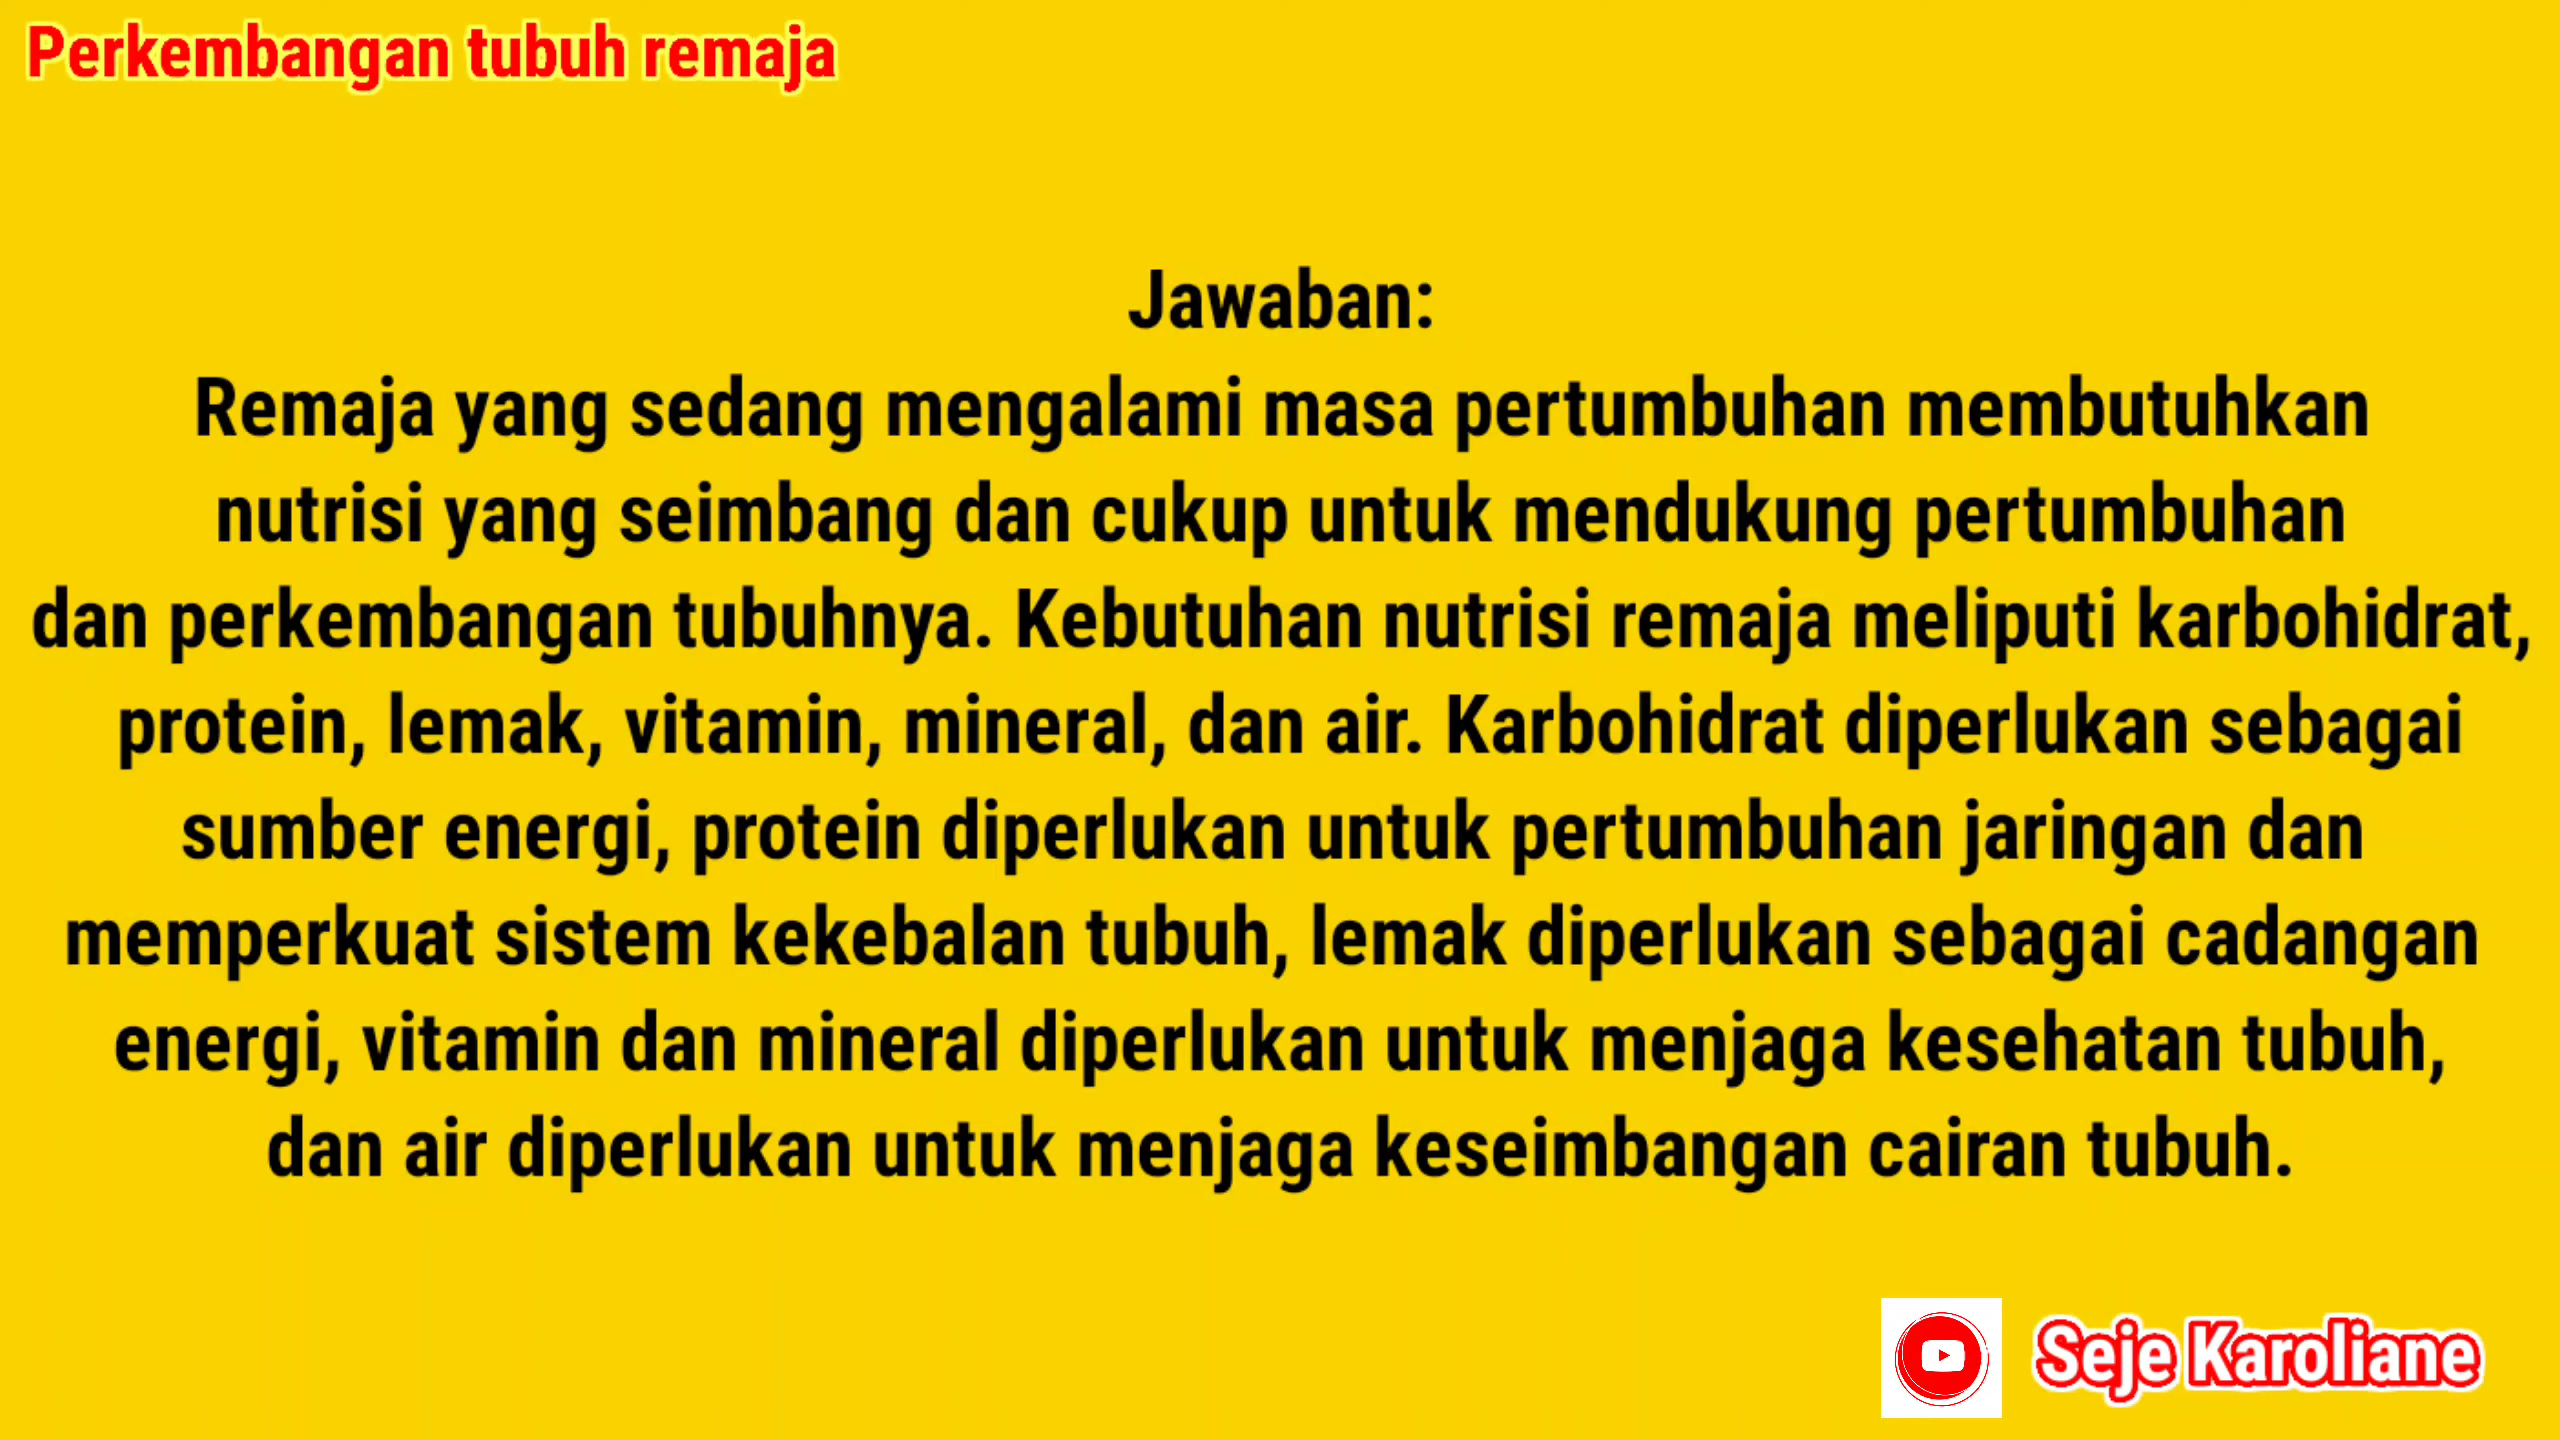 Perkembangan tubuh remaja
Jawaban:
Remaja yang sedang mengalami masa pertumbuhan membutuhkan
nutrisi yang seimbang dan cukup untuk mendukung pertumbuhan
dan perkembangan tubuhnya. Kebutuhan nutrisi remaja meliputi karbohidrat,
protein, lemak, vitamin, mineral, dan air. Karbohidrat diperlukan sebagai
sumber energi, protein diperlukan untuk pertumbuhan jaringan dan
memperkuat sistem kekebalan tubuh, lemak diperlukan sebagai cadangan
energi, vitamin dan mineral diperlukan untuk menjaga kesehatan tubuh,
dan air diperlukan untuk menjaga keseimbangan cairan tubuh.
Seje Karoliane